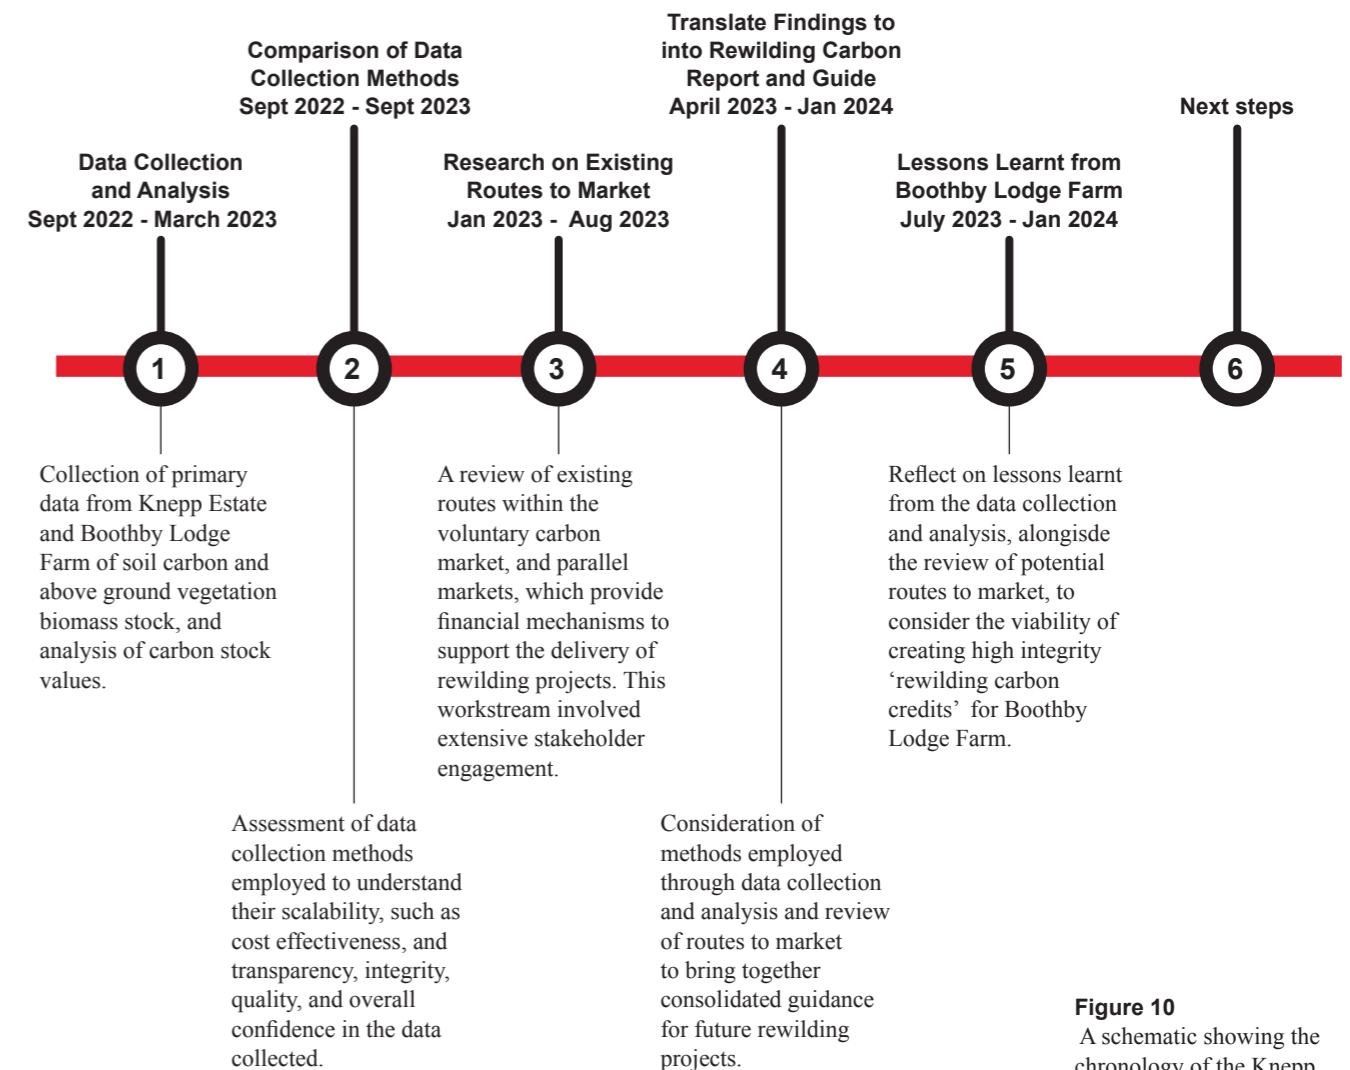 Data Collection
and Analysis
Sept 2022 - March 2023
Comparison of Data
Collection Methods
Sept 2022 - Sept 2023
Research on Existing
Routes to Market
Jan 2023 -  Aug 2023
Translate Findings to
into Rewilding Carbon
Report and Guide
April 2023 - Jan 2024
Lessons Learnt from
Boothby Lodge Farm
July 2023 - Jan 2024
Next steps
1
2
3
4
5
6
Collection of primary
data from Knepp Estate
and Boothby Lodge
Farm of soil carbon and
above ground vegetation
biomass stock, and
analysis of carbon stock
values.
Assessment of data
collection methods
employed to understand
their scalability, such as
cost effectiveness, and
transparency, integrity,
quality, and overall
confidence in the data
collected.
A review of existing
routes within the
voluntary carbon
market, and parallel
markets, which provide
financial mechanisms to
support the delivery of
rewilding projects. This
workstream involved
extensive stakeholder
engagement.
Consideration of
methods employed
through data collection
and analysis and review
of routes to market
to bring together
consolidated guidance
for future rewilding
projects.
Reflect on lessons learnt
from the data collection
and analysis, alongisde
the review of potential
routes to market, to
consider the viability of
creating high integrity
‘rewilding carbon
credits’  for Boothby
Lodge Farm.
Figure 10
A schematic showing the
chronology of the Knepp